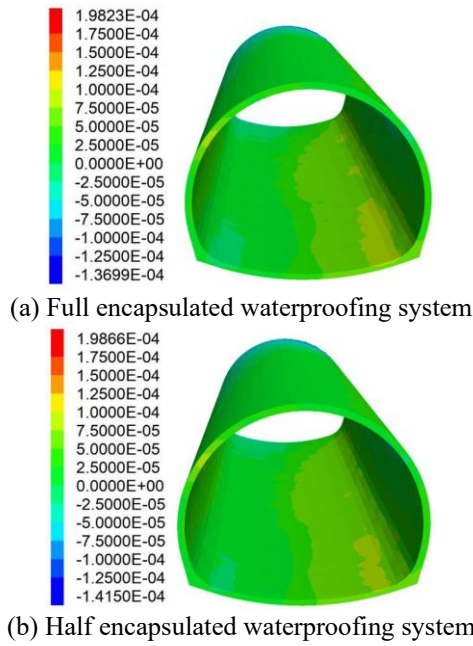 1.9823E-04
1.7500E-04
1.5000E-04
1.2500E-04
1.0000E-04
7.5000E-05
5.0000E-05
2.5000E-05
0.0000E+00
-2.5000E-05
-5.0000E-05
-7.5000E-05
-1.0000E-04
-1.2500E-04
-1.3699E-04
(a) Full encapsulated waterproofing system
1.9866E-04
1.7500E-04
1.5000E-04
1.2500E-04
1.0000E-04
7.5000E-05
5.0000E-05
2.5000E-05
0.0000E+00
-2.5000E-05
-5.0000E-05
-7.5000E-05
-1.0000E-04
-1.2500E-04
-1.4150E-04
(b) Half encapsulated waterproofing system